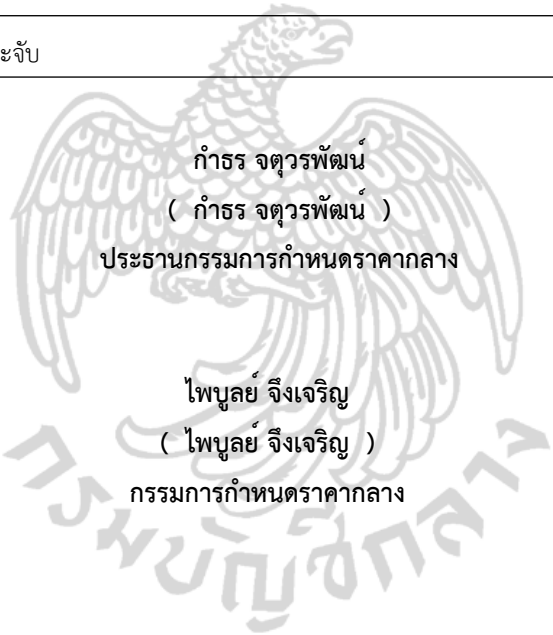 ะจับ
กำธร จตุวรพัฒน์
( กำธร จตุวรพัฒน์ )
ประธานกรรมการกำหนดราคากลาง
ไพบูลย์ จึงเจริญ
( ไพบูลย์ จึงเจริญ )
กรรมการกำหนดราคากลาง
กรมบัญชีกลาง